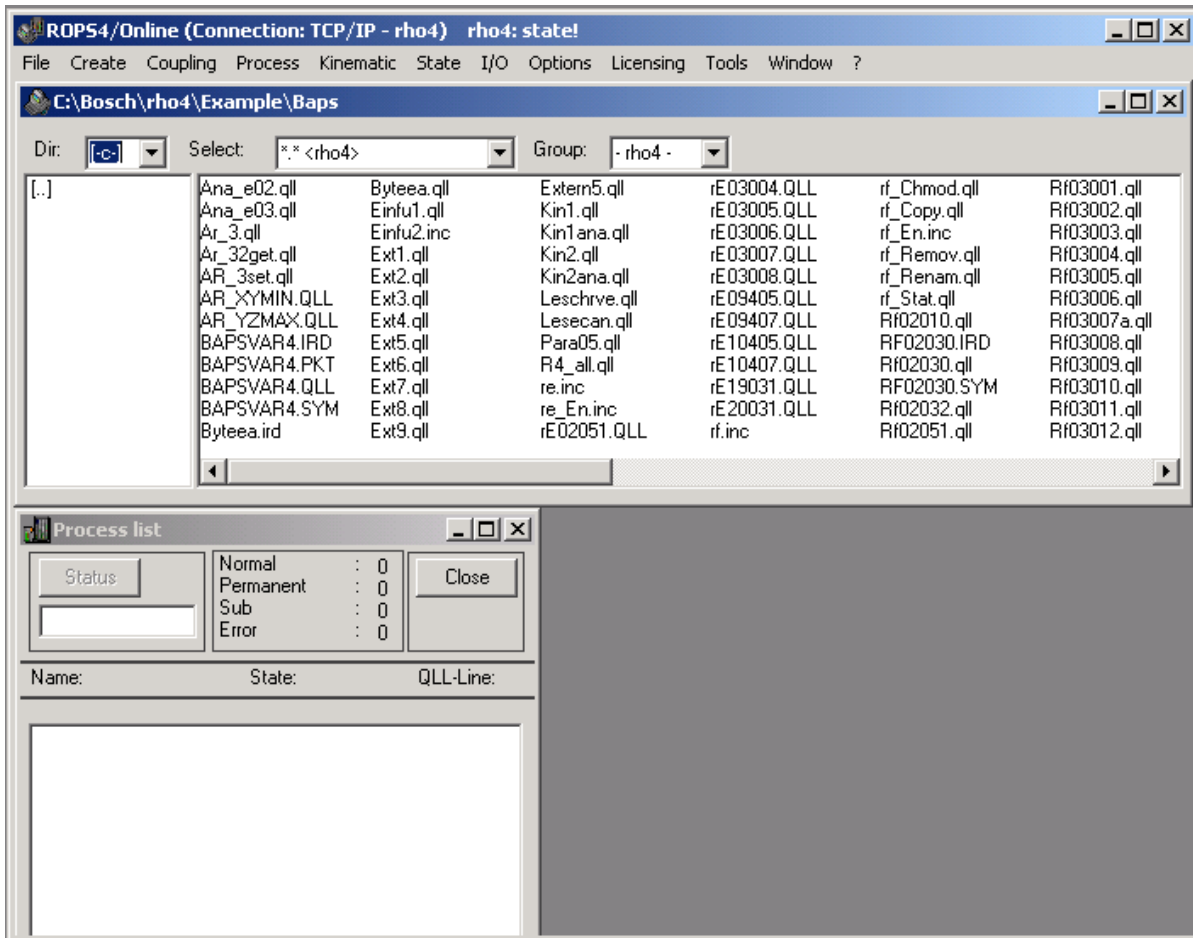 ROPS4/Online (Connection: TCP/IP - rho4) rho4: state!
File Create Coupling Process Kinematic State I/O Options Licensing Tools Window ?
C:\Bosch\rho4\Example\Baps
Dir: [-c-] Select: *.* <rho4> Group: - rho4 -
[..] Ana_e02.qll Byteea.qll Extern5.qll rE03004.QLL rf_Chmod.qll Rf03001.qll
Ana_e03.qll Einfu1.qll Kin1.qll rE03005.QLL rf_Copy.qll Rf03002.qll
Ar_3.qll Einfu2.inc Kin1ana.qll rE03006.QLL rf_En.inc Rf03003.qll
Ar_32get.qll Ext1.qll Kin2.qll rE03007.QLL rf_Remov.qll Rf03004.qll
AR_3set.qll Ext2.qll Kin2ana.qll rE03008.QLL rf_Renam.qll Rf03005.qll
AR_XYMIN.QLL Ext3.qll Leschrve.qll rE09405.QLL rf_Stat.qll Rf03006.qll
AR_YZMAX.QLL Ext4.qll Lesecan.qll rE09407.QLL Rf02010.qll Rf03007a.qll
BAPSVAR4.IRD Ext5.qll Para05.qll rE10405.QLL RF02030.IRD Rf03008.qll
BAPSVAR4.PKT Ext6.qll R4_all.qll rE10407.QLL Rf02030.qll Rf03009.qll
BAPSVAR4.QLL Ext7.qll re.inc rE19031.QLL RF02030.SYM Rf03010.qll
BAPSVAR4.SYM Ext8.qll re_En.inc rE20031.QLL Rf02032.qll Rf03011.qll
Byteea.ird Ext9.qll rE02051.QLL rf.inc Rf02051.qll Rf03012.qll
Process list
Status Normal : 0 Close
Permanent : 0
Sub : 0
Error : 0
Name: State: QLL-Line: